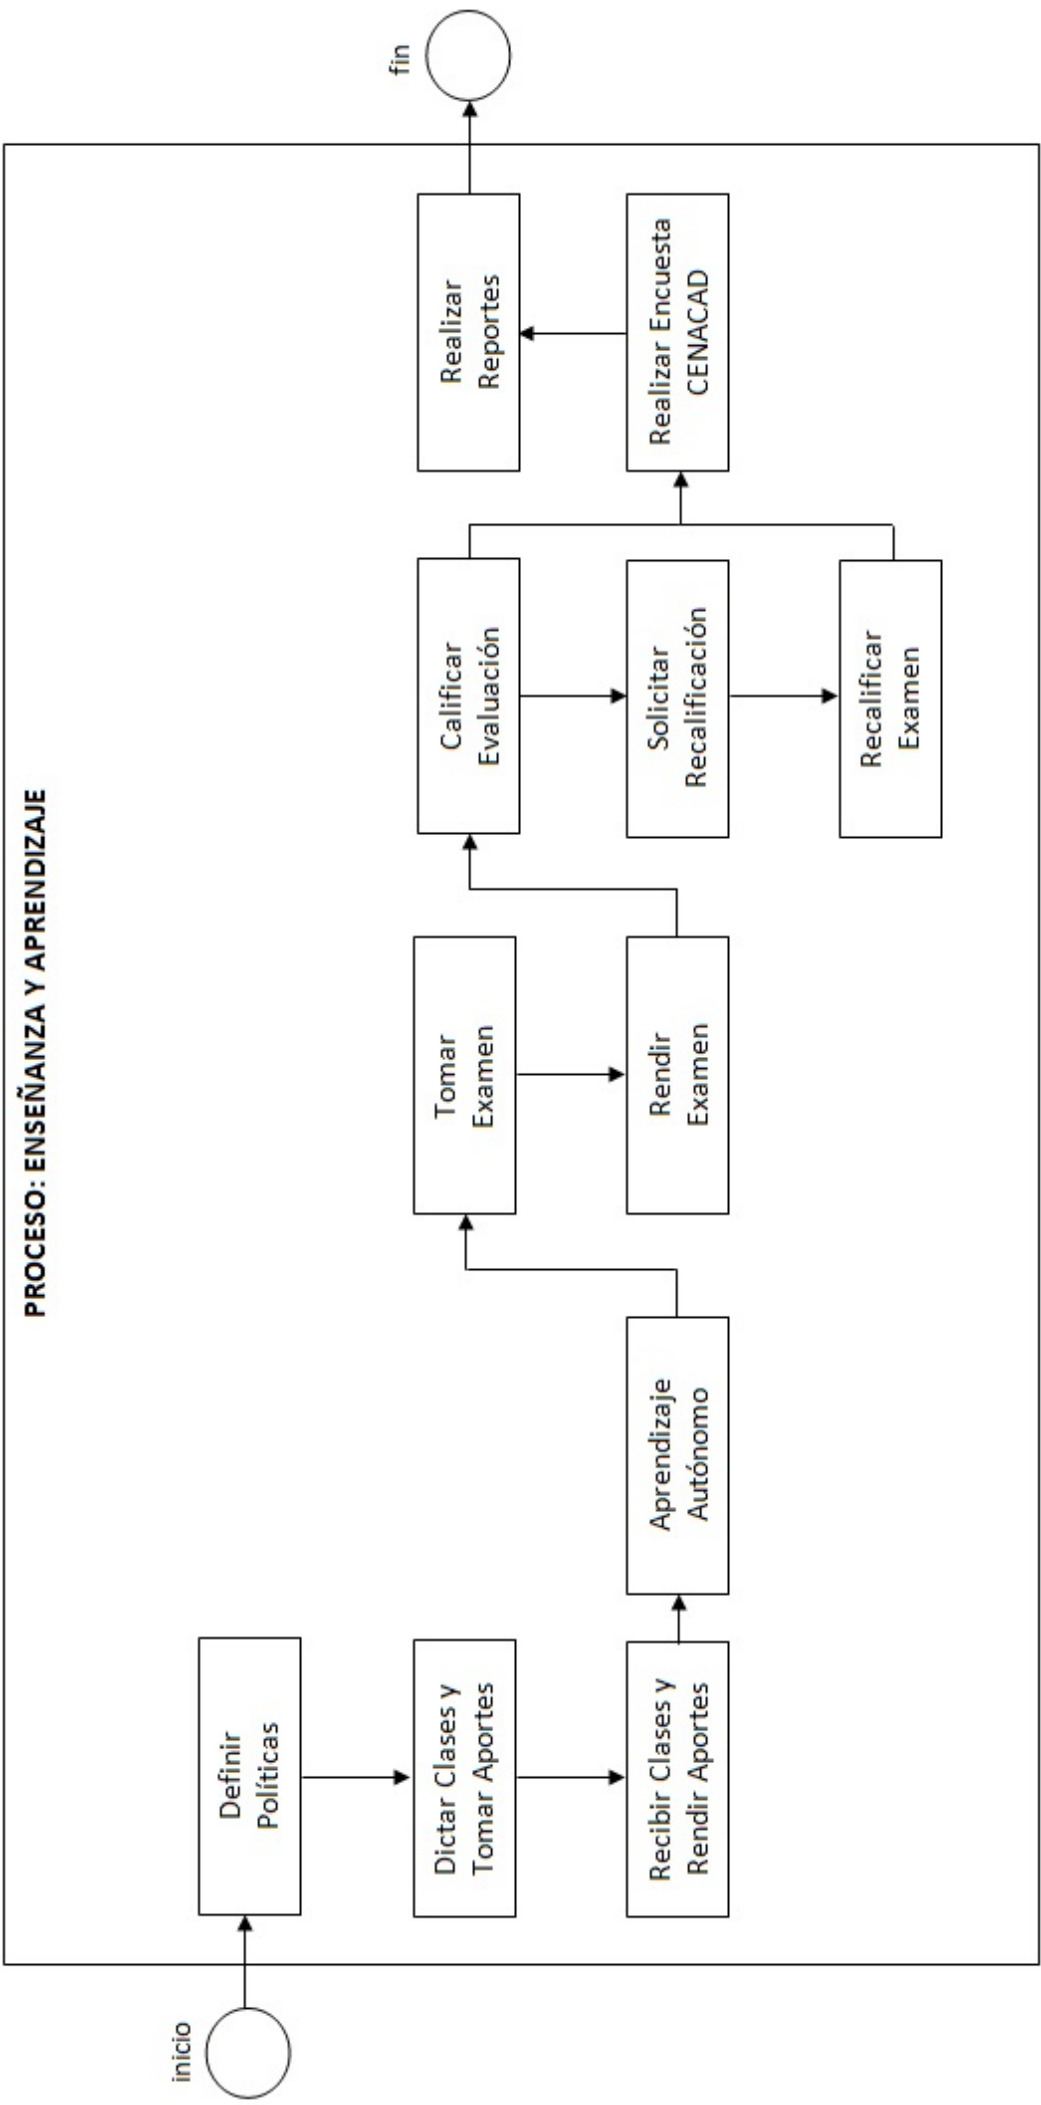 PROCESO: ENSEÑANZA Y APRENDIZAJE
inicio
Definir
Políticas
Dictar Clases y
Tomar Aportes
Recibir Clases y
Rendir Aportes
Aprendizaje
Autónomo
Tomar
Examen
Rendir
Examen
Calificar
Evaluación
Solicitar
Recalificación
Recalificar
Examen
Realizar Encuesta
CENACAD
Realizar
Reportes
fin